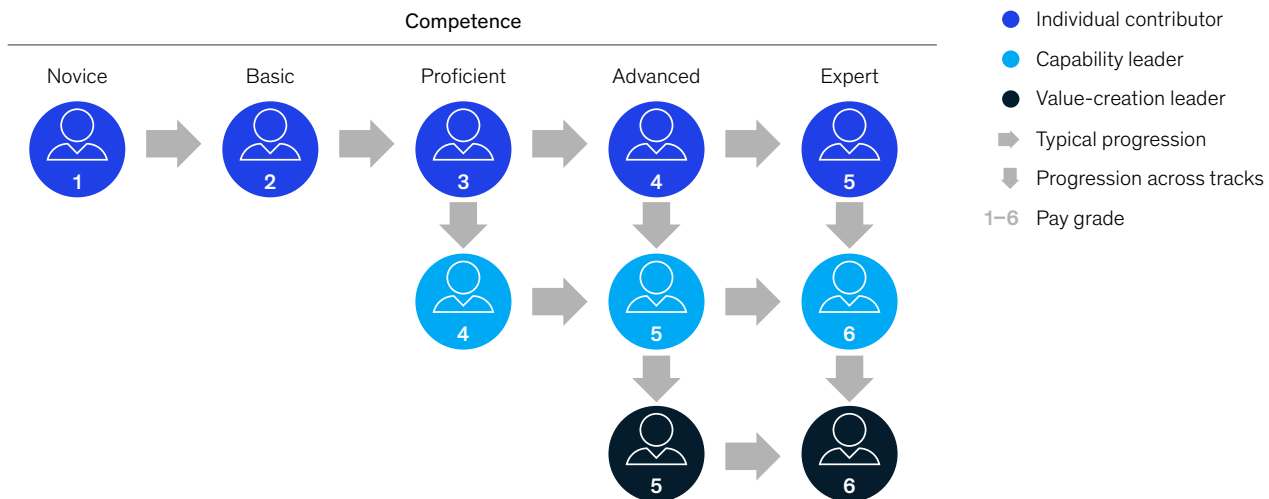 Competence
Novice
Basic
Proficient
Advanced
Expert
1
2
3
4
5
4
5
6
5
6
Individual contributor
Capability leader
Value-creation leader
Typical progression
Progression across tracks
1–6 Pay grade